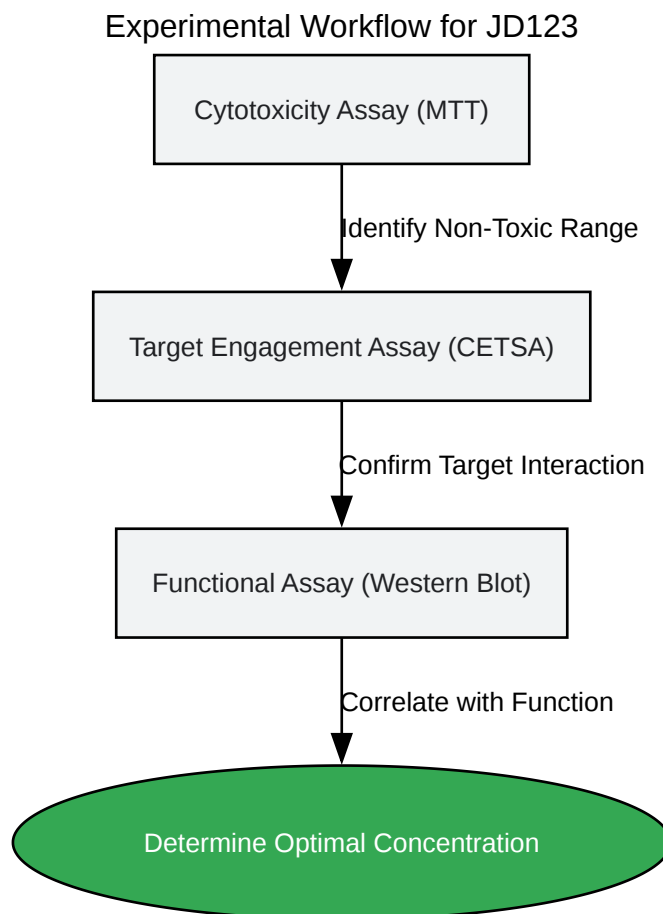 Experimental Workflow for JD123
Cytotoxicity Assay (MTT)
Identify Non-Toxic Range
Target Engagement Assay (CETSA)
Confirm Target Interaction
Functional Assay (Western Blot)
Correlate with Function
Determine Optimal Concentration